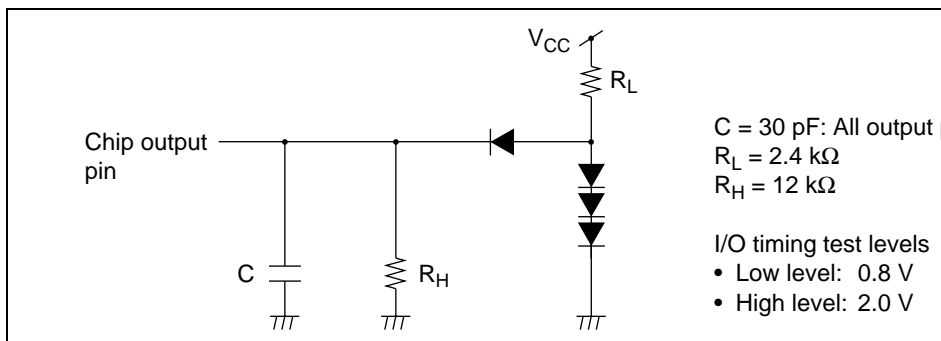 V_CC
R_L
Chip output
pin
C
R_H
C = 30 pF: All output
R_L = 2.4 kΩ
R_H = 12 kΩ
I/O timing test levels
• Low level: 0.8 V
• High level: 2.0 V